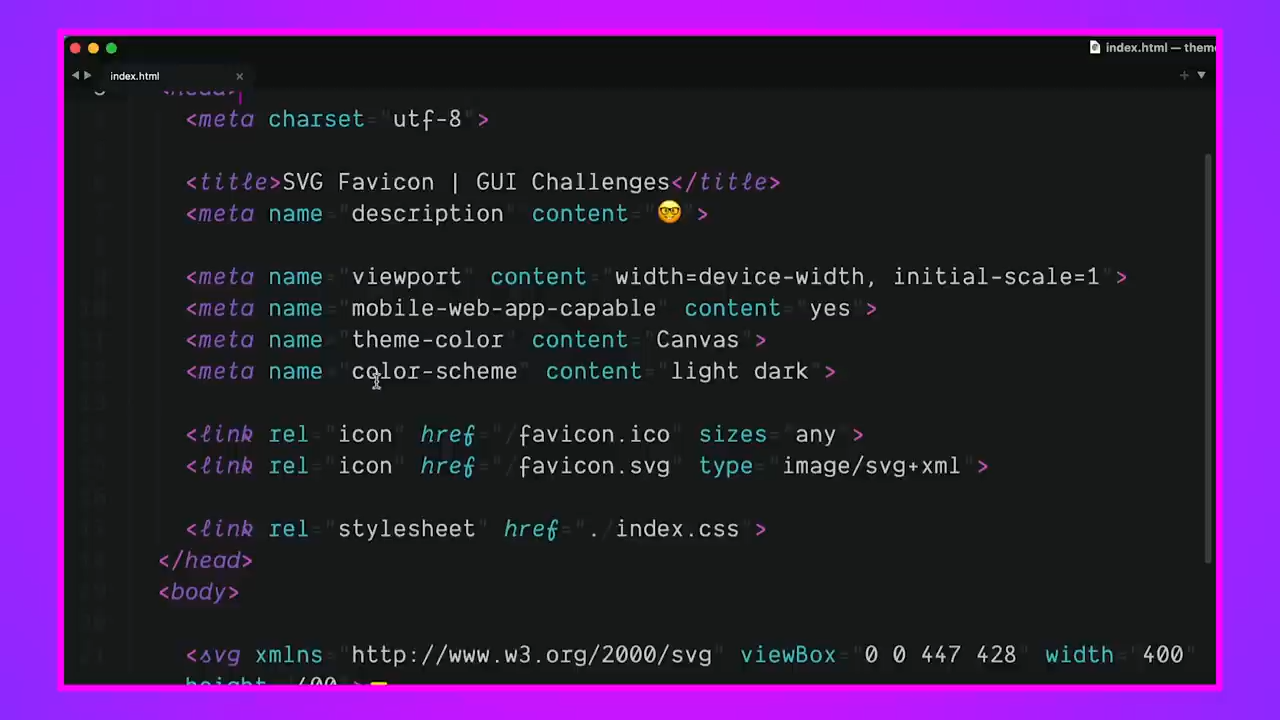 index.html — them
index.html
<head>
<meta charset="utf-8">
<title>SVG Favicon | GUI Challenges</title>
<meta name="description" content="🤓">
<meta name="viewport" content="width=device-width, initial-scale=1">
<meta name="mobile-web-app-capable" content="yes">
<meta name="theme-color" content="Canvas">
<meta name="color-scheme" content="light dark">
<link rel="icon" href="/favicon.ico" sizes="any">
<link rel="icon" href="/favicon.svg" type="image/svg+xml">
<link rel="stylesheet" href="./index.css">
</head>
<body>
<svg xmlns="http://www.w3.org/2000/svg" viewBox="0 0 447 428" width="400"
height="400">